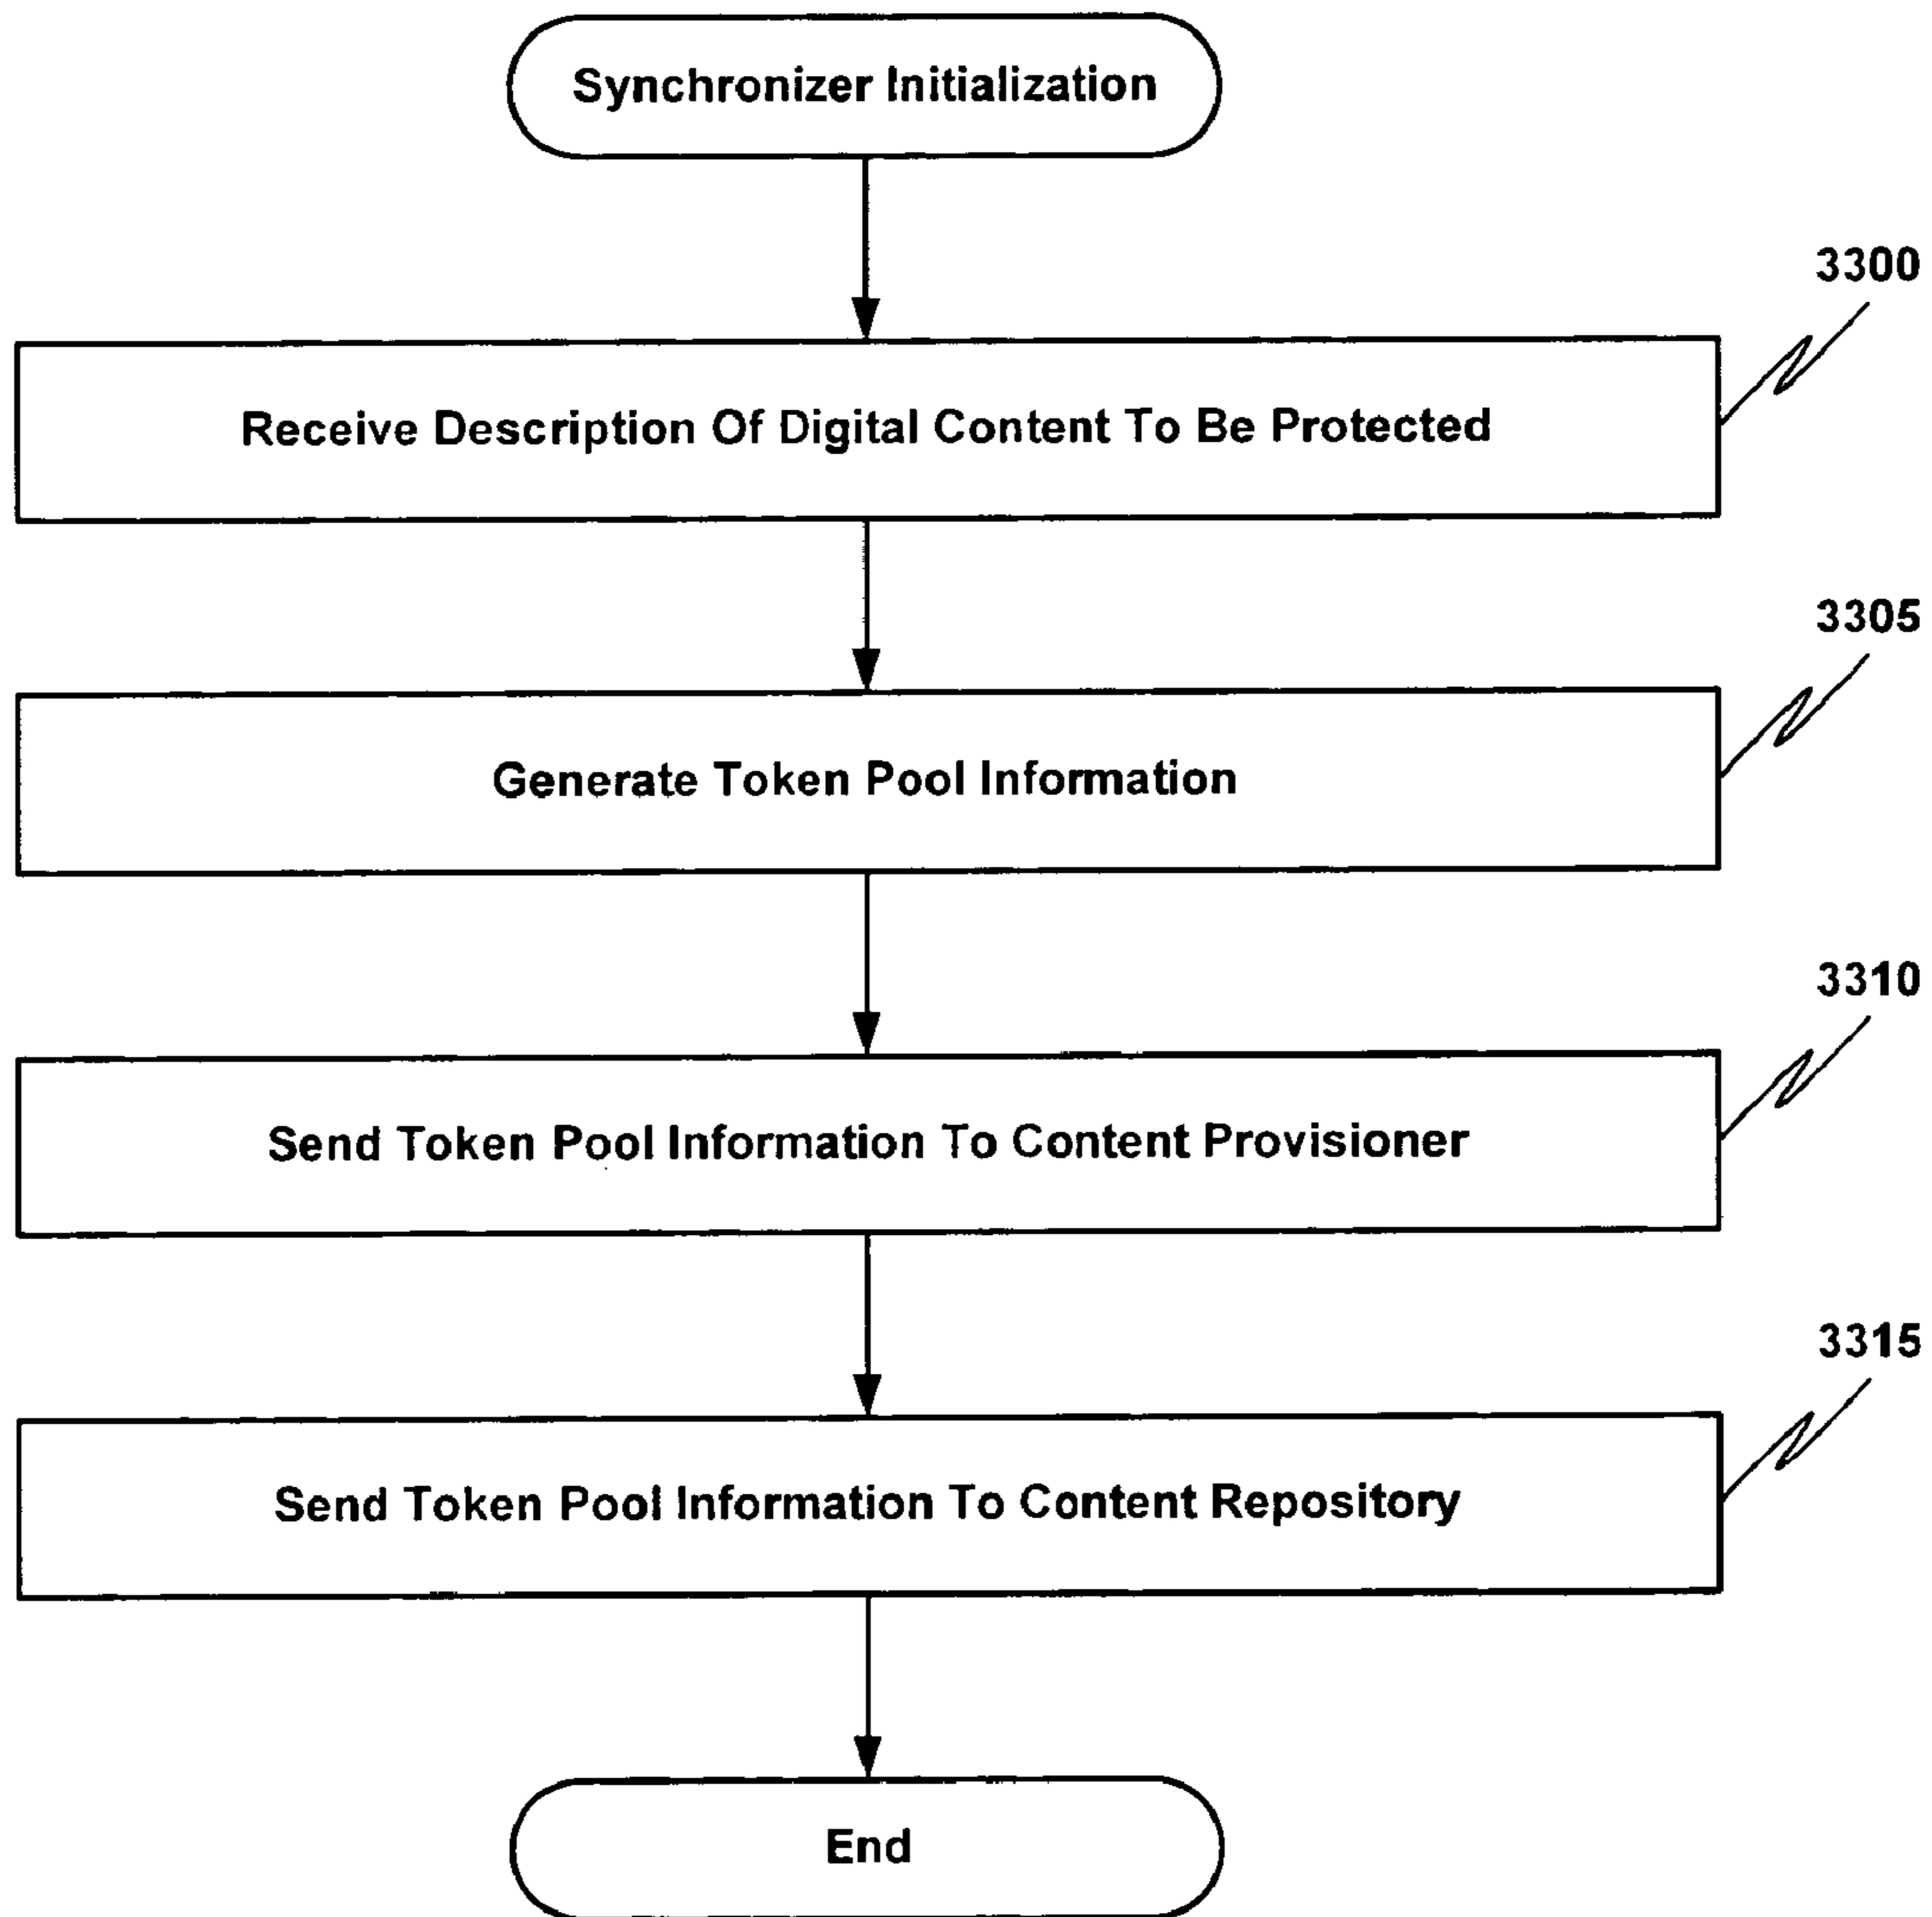 Synchronizer Initialization
3300
Receive Description Of Digital Content To Be Protected
3305
Generate Token Pool Information
3310
Send Token Pool Information To Content Provisioner
3315
Send Token Pool Information To Content Repository
End